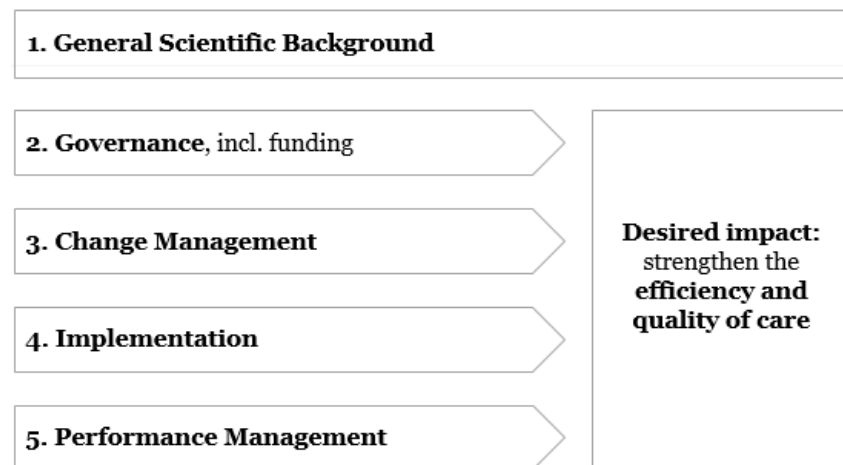 1. General Scientific Background
2. Governance, incl. funding
3. Change Management
4. Implementation
5. Performance Management
Desired impact:
strengthen the
efficiency and
quality of care